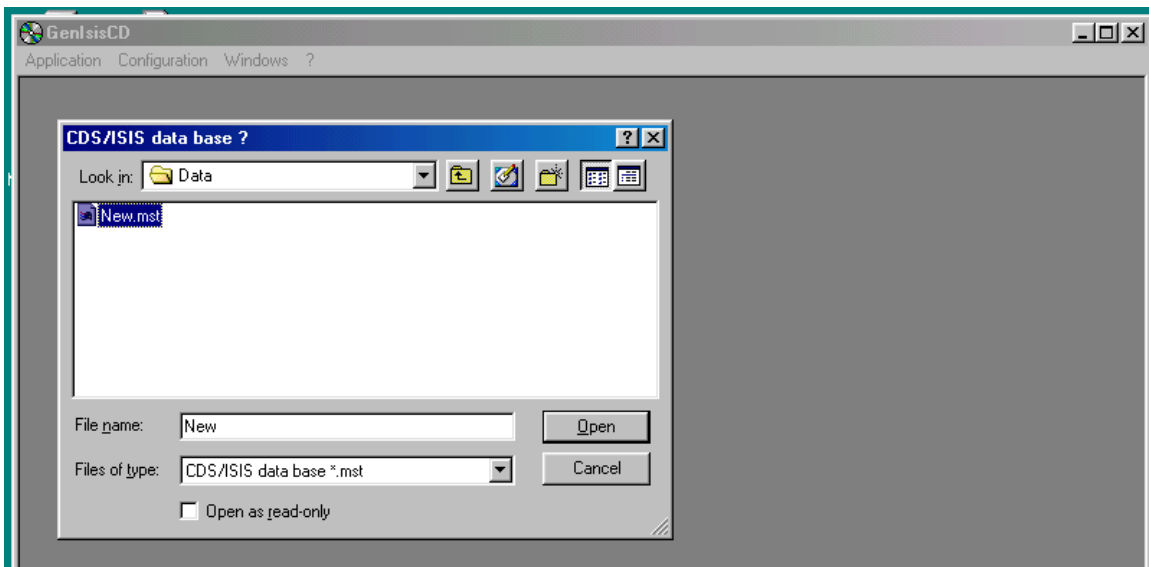 GenIsisCD
Application Configuration Windows ?
CDS/ISIS data base ?
Look in: Data
New.mst
File name: New Open
Files of type: CDS/ISIS data base *.mst Cancel
Open as read-only